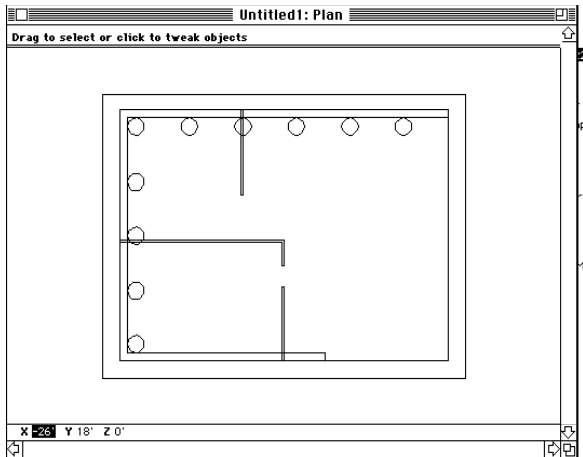 Untitled1: Plan
Drag to select or click to tweak objects
X -26' Y 18' Z 0'